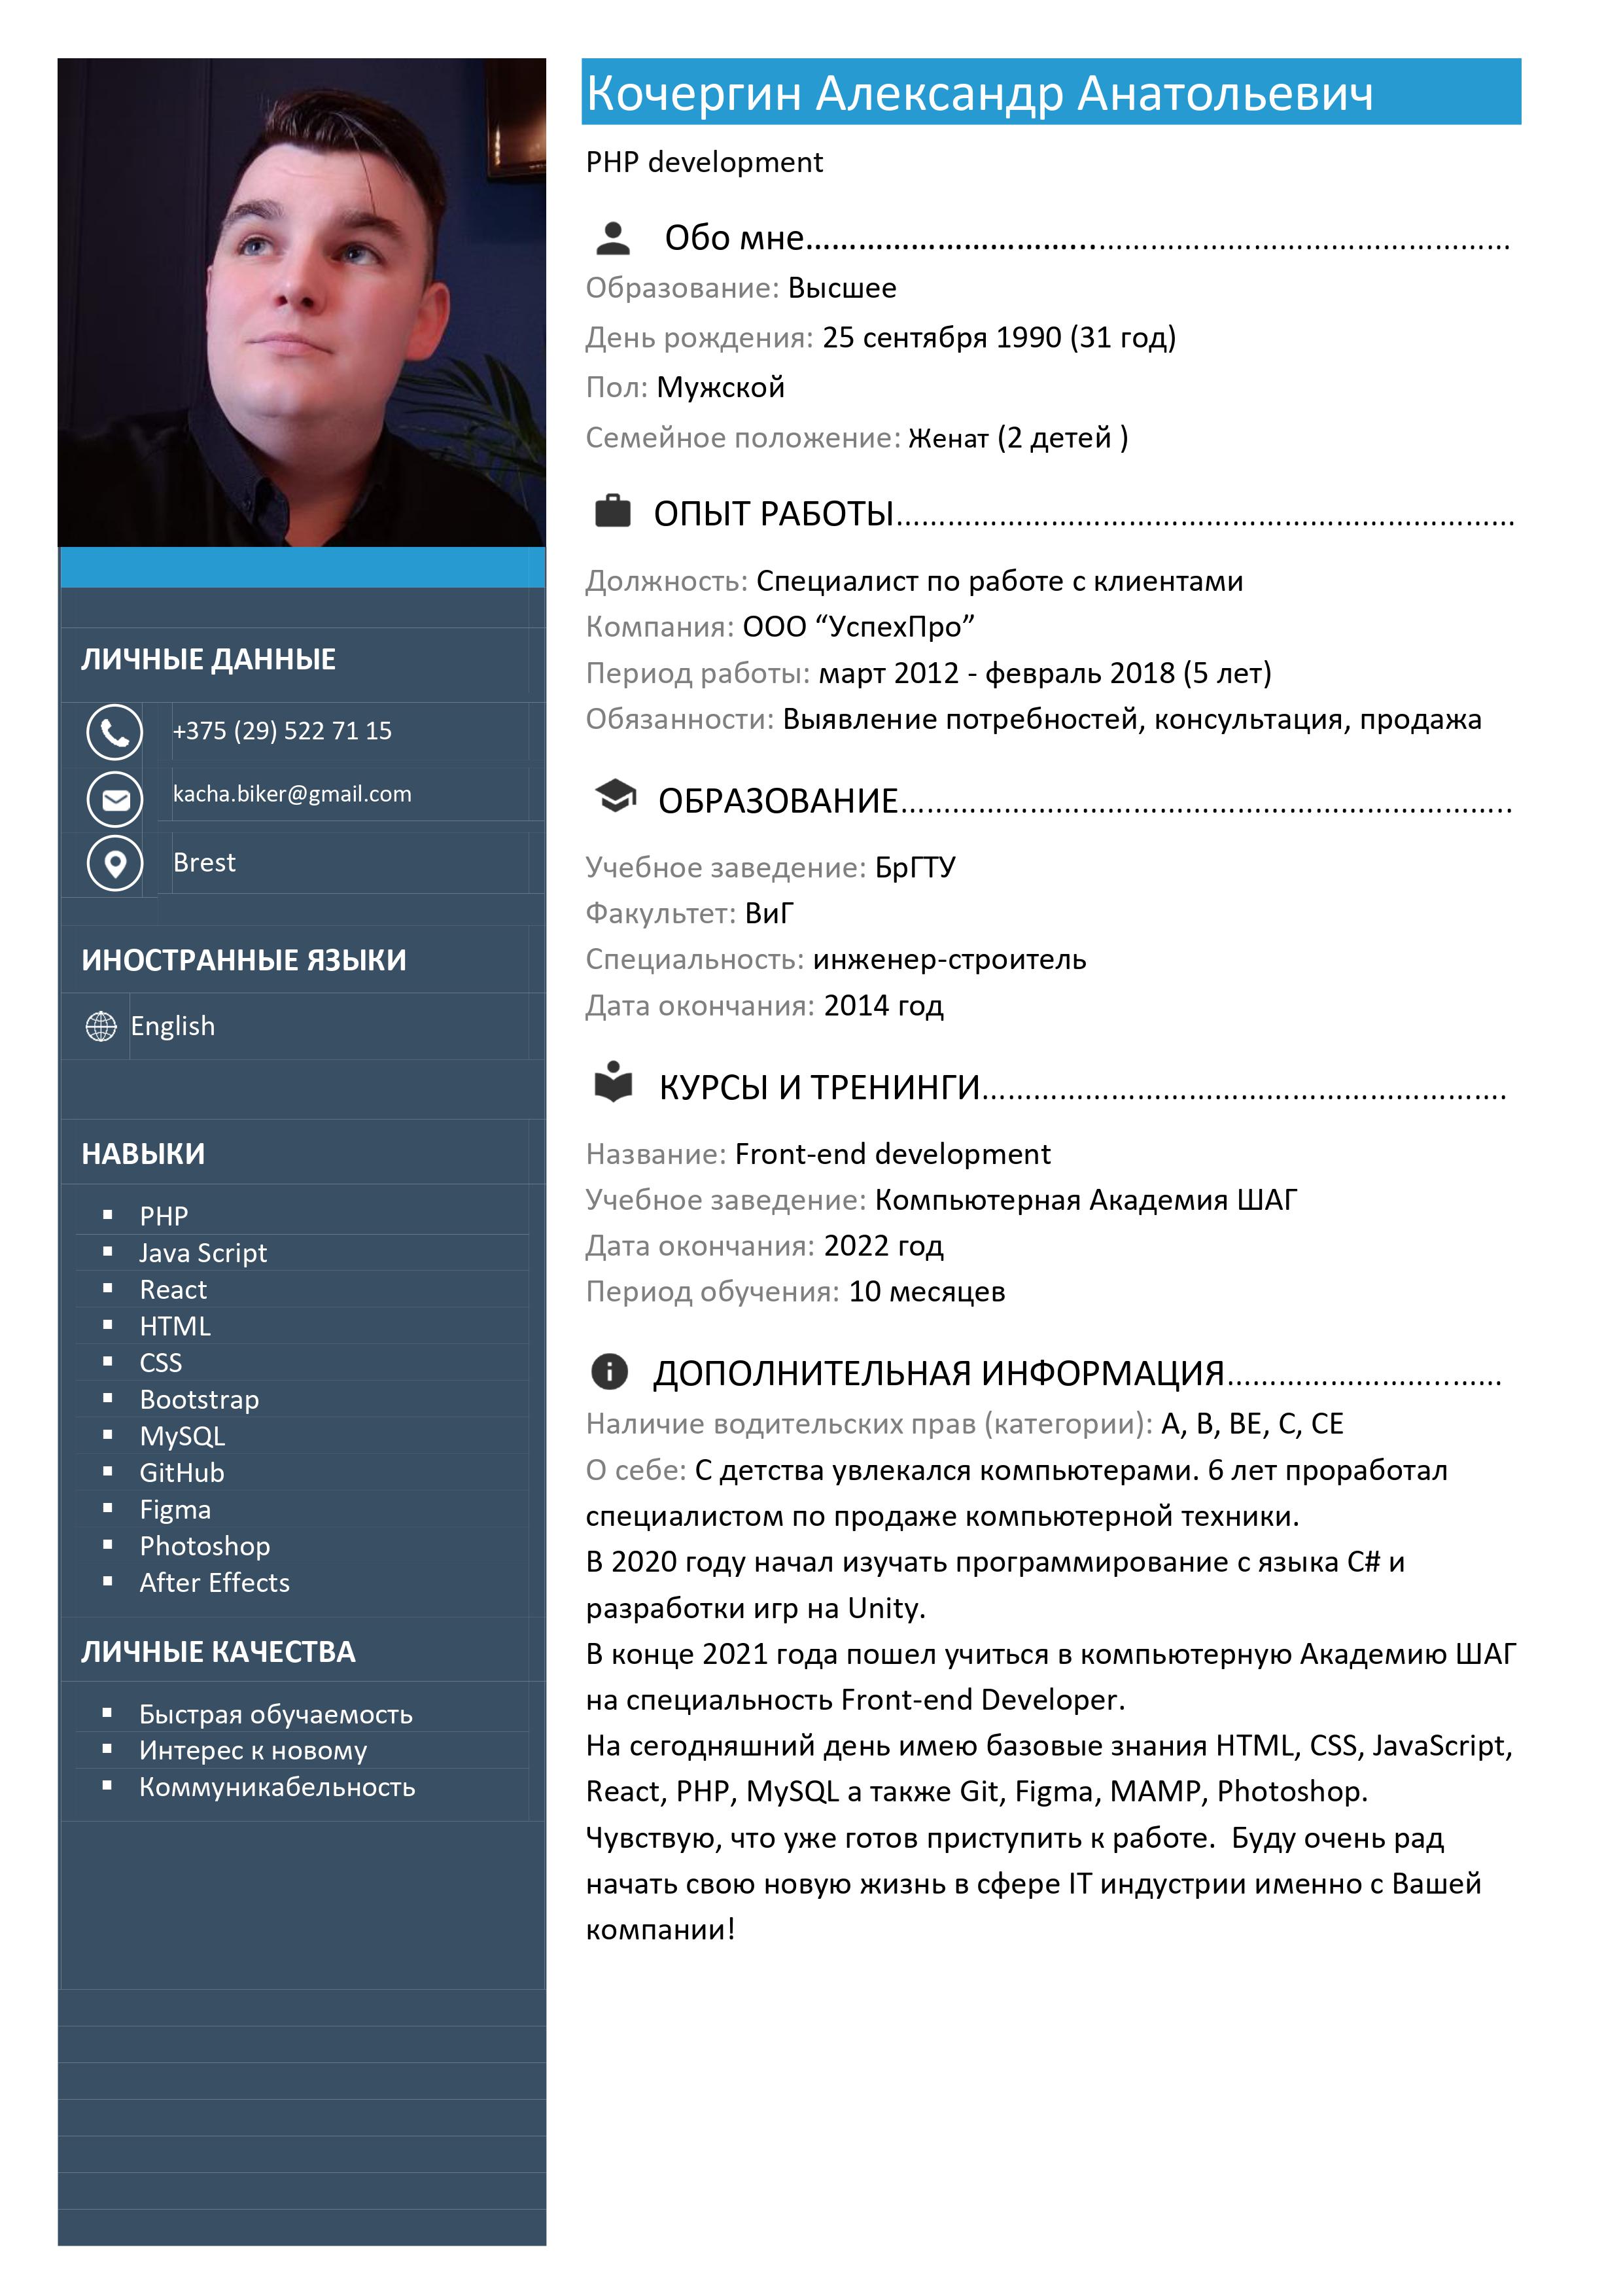 Кочергин Александр Анатольевич
PHP development
Обо мне
Образование: Высшее
День рождения: 25 сентября 1990 (31 год)
Пол: Мужской
Семейное положение: Женат (2 детей )
ОПЫТ РАБОТЫ
Должность: Специалист по работе с клиентами
Компания: ООО “УспехПро”
Период работы: март 2012 - февраль 2018 (5 лет)
Обязанности: Выявление потребностей, консультация, продажа
ОБРАЗОВАНИЕ
Учебное заведение: БрГТУ
Факультет: ВиГ
Специальность: инженер-строитель
Дата окончания: 2014 год
КУРСЫ И ТРЕНИНГИ
Название: Front-end development
Учебное заведение: Компьютерная Академия ШАГ
Дата окончания: 2022 год
Период обучения: 10 месяцев
ДОПОЛНИТЕЛЬНАЯ ИНФОРМАЦИЯ
Наличие водительских прав (категории): A, B, BE, C, CE
О себе: С детства увлекался компьютерами. 6 лет проработал
специалистом по продаже компьютерной техники.
В 2020 году начал изучать программирование с языка C# и
разработки игр на Unity.
В конце 2021 года пошел учиться в компьютерную Академию ШАГ
на специальность Front-end Developer.
На сегодняшний день имею базовые знания HTML, CSS, JavaScript,
React, PHP, MySQL а также Git, Figma, MAMP, Photoshop.
Чувствую, что уже готов приступить к работе.  Буду очень рад
начать свою новую жизнь в сфере IT индустрии именно с Вашей
компании!
ЛИЧНЫЕ ДАННЫЕ
+375 (29) 522 71 15
kacha.biker@gmail.com
Brest
ИНОСТРАННЫЕ ЯЗЫКИ
English
НАВЫКИ
▪ PHP
▪ Java Script
▪ React
▪ HTML
▪ CSS
▪ Bootstrap
▪ MySQL
▪ GitHub
▪ Figma
▪ Photoshop
▪ After Effects
ЛИЧНЫЕ КАЧЕСТВА
▪ Быстрая обучаемость
▪ Интерес к новому
▪ Коммуникабельность